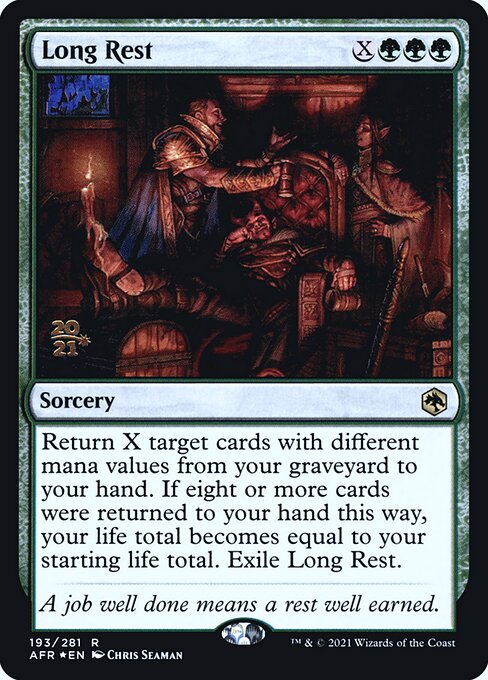 Long Rest X
20
21
Sorcery
Return X target cards with different
mana values from your graveyard to
your hand. If eight or more cards
were returned to your hand this way,
your life total becomes equal to your
starting life total. Exile Long Rest.
A job well done means a rest well earned.
193/281 R
AFR ★ EN Chris Seaman
™ & © 2021 Wizards of the Coast